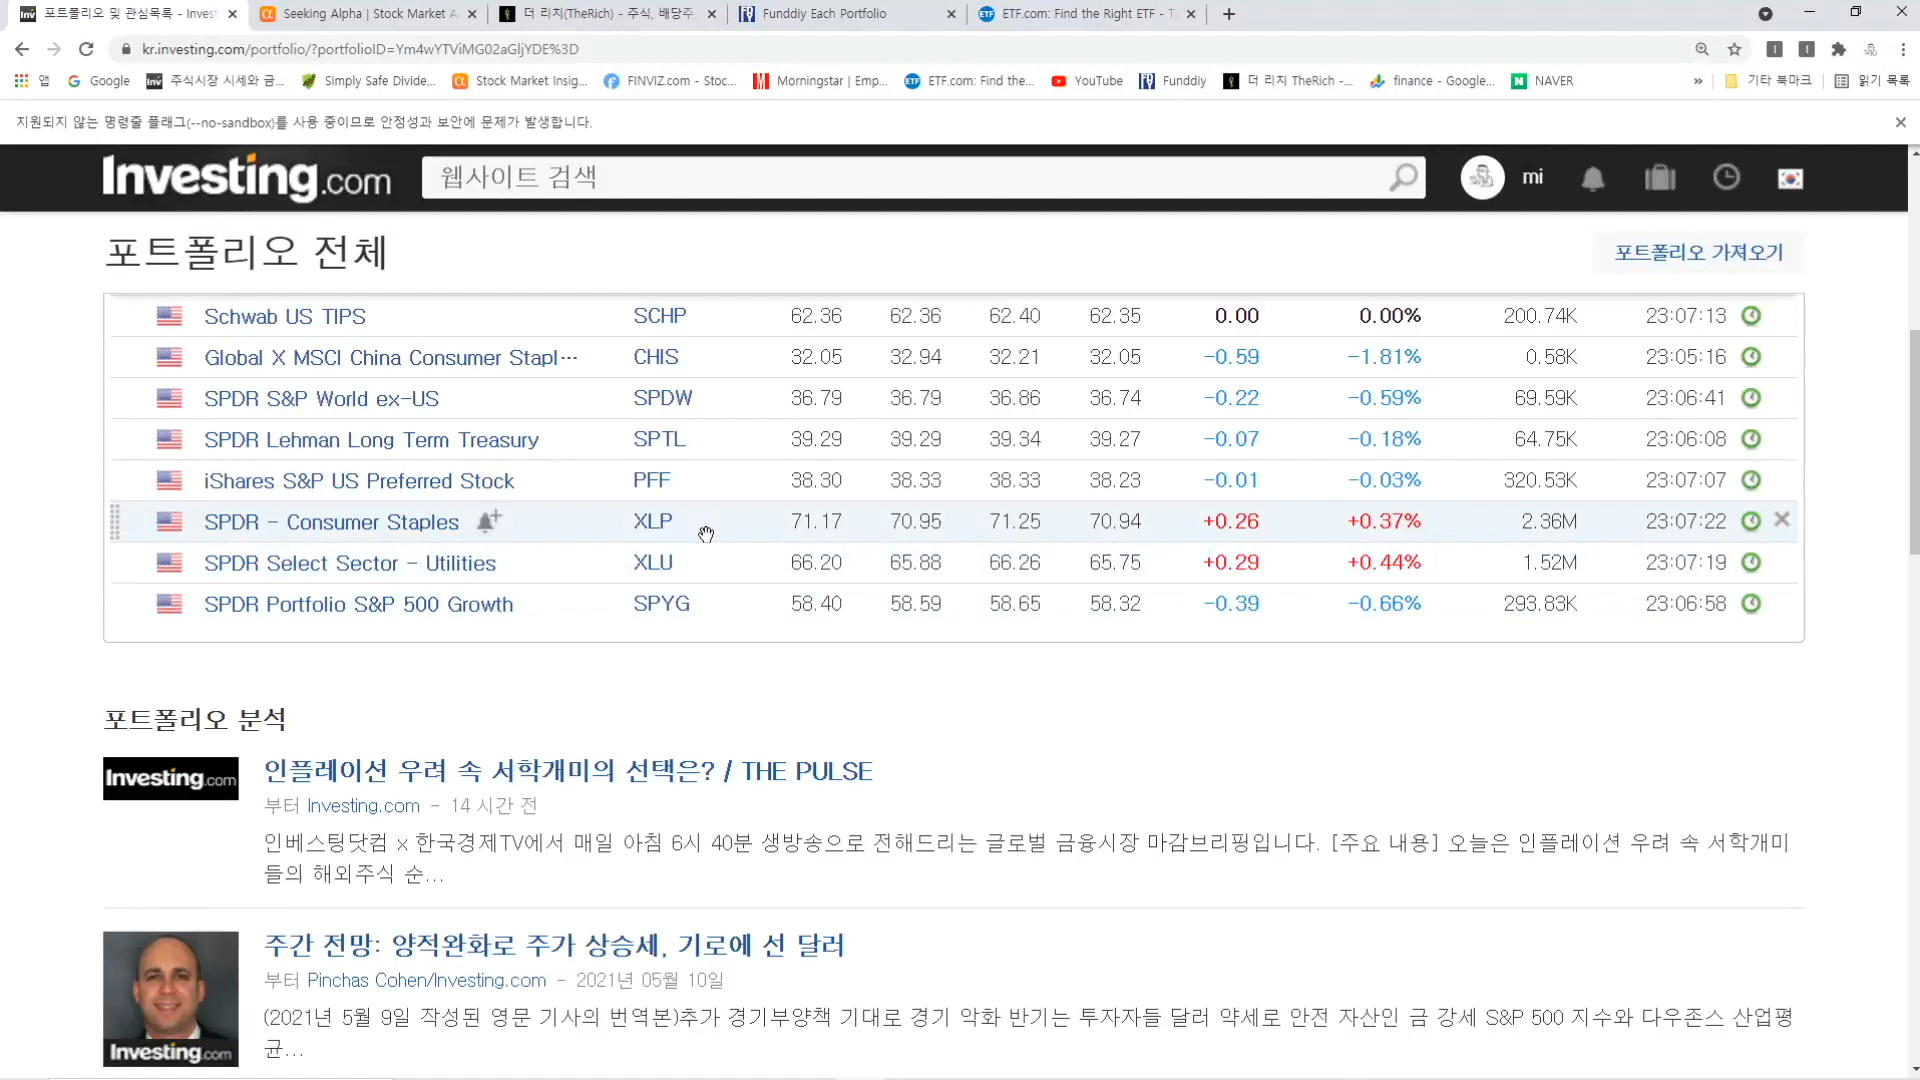 포트폴리오 및 관심목록 - Invest
Seeking Alpha | Stock Market A
더 리치(TheRich) - 주식, 배당주
Funddiy Each Portfolio
ETF.com: Find the Right ETF - T
kr.investing.com/portfolio/?portfolioID=Ym4wYTViMG02aGljYDE%3D
앱
Google
주식시장 시세와 금...
Simply Safe Divide...
Stock Market Insig...
FINVIZ.com - Stoc...
Morningstar | Emp...
ETF.com: Find the...
YouTube
Funddiy
더 리치 TheRich -...
finance - Google...
NAVER
»
기타 북마크
읽기 목록
지원되지 않는 명령줄 플래그(--no-sandbox)를 사용 중이므로 안정성과 보안에 문제가 발생합니다.
Investing.com
웹사이트 검색
mi
포트폴리오 전체
포트폴리오 가져오기
Schwab US TIPS SCHP 62.36 62.36 62.40 62.35 0.00 0.00% 200.74K 23:07:13
Global X MSCI China Consumer Stapl... CHIS 32.05 32.94 32.21 32.05 -0.59 -1.81% 0.58K 23:05:16
SPDR S&P World ex-US SPDW 36.79 36.79 36.86 36.74 -0.22 -0.59% 69.59K 23:06:41
SPDR Lehman Long Term Treasury SPTL 39.29 39.29 39.34 39.27 -0.07 -0.18% 64.75K 23:06:08
iShares S&P US Preferred Stock PFF 38.30 38.33 38.33 38.23 -0.01 -0.03% 320.53K 23:07:07
SPDR - Consumer Staples XLP 71.17 70.95 71.25 70.94 +0.26 +0.37% 2.36M 23:07:22
SPDR Select Sector - Utilities XLU 66.20 65.88 66.26 65.75 +0.29 +0.44% 1.52M 23:07:19
SPDR Portfolio S&P 500 Growth SPYG 58.40 58.59 58.65 58.32 -0.39 -0.66% 293.83K 23:06:58
포트폴리오 분석
Investing.com
인플레이션 우려 속 서학개미의 선택은? / THE PULSE
부터 Investing.com - 14 시간 전
인베스팅닷컴 x 한국경제TV에서 매일 아침 6시 40분 생방송으로 전해드리는 글로벌 금융시장 마감브리핑입니다. [주요 내용] 오늘은 인플레이션 우려 속 서학개미
들의 해외주식 순...
주간 전망: 양적완화로 주가 상승세, 기로에 선 달러
부터 Pinchas Cohen/Investing.com - 2021년 05월 10일
(2021년 5월 9일 작성된 영문 기사의 번역본)추가 경기부양책 기대로 경기 악화 반기는 투자자들 달러 약세로 안전 자산인 금 강세 S&P 500 지수와 다우존스 산업평
균...
Investing.com